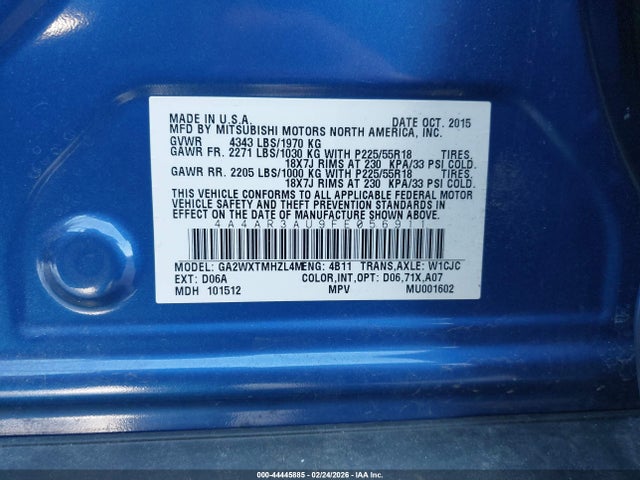 MADE IN U.S.A. DATE OCT. 2015
MFD BY MITSUBISHI MOTORS NORTH AMERICA, INC.
GVWR 4343 LBS/1970 KG
GAWR FR. 2271 LBS/1030 KG WITH P225/55R18 TIRES.
18X7J RIMS AT 230 KPA/33 PSI COLD.
GAWR RR. 2205 LBS/1000 KG WITH P225/55R18 TIRES.
18X7J RIMS AT 230 KPA/33 PSI COLD.
THIS VEHICLE CONFORMS TO ALL APPLICABLE FEDERAL MOTOR
VEHICLE SAFETY AND THEFT PREVENTION STANDARDS IN
EFFECT ON THE DATE OF MANUFACTURE SHOWN ABOVE.
4A4AR3AU9FE056911
MODEL: GA2WXTMHZL4M ENG: 4B11 TRANS,AXLE: W1CJC
EXT: D06A COLOR,INT,OPT: D06,71X,A07
MDH 101512 MPV MU001602
000-44445885 - 02/24/2026 - IAA Inc.